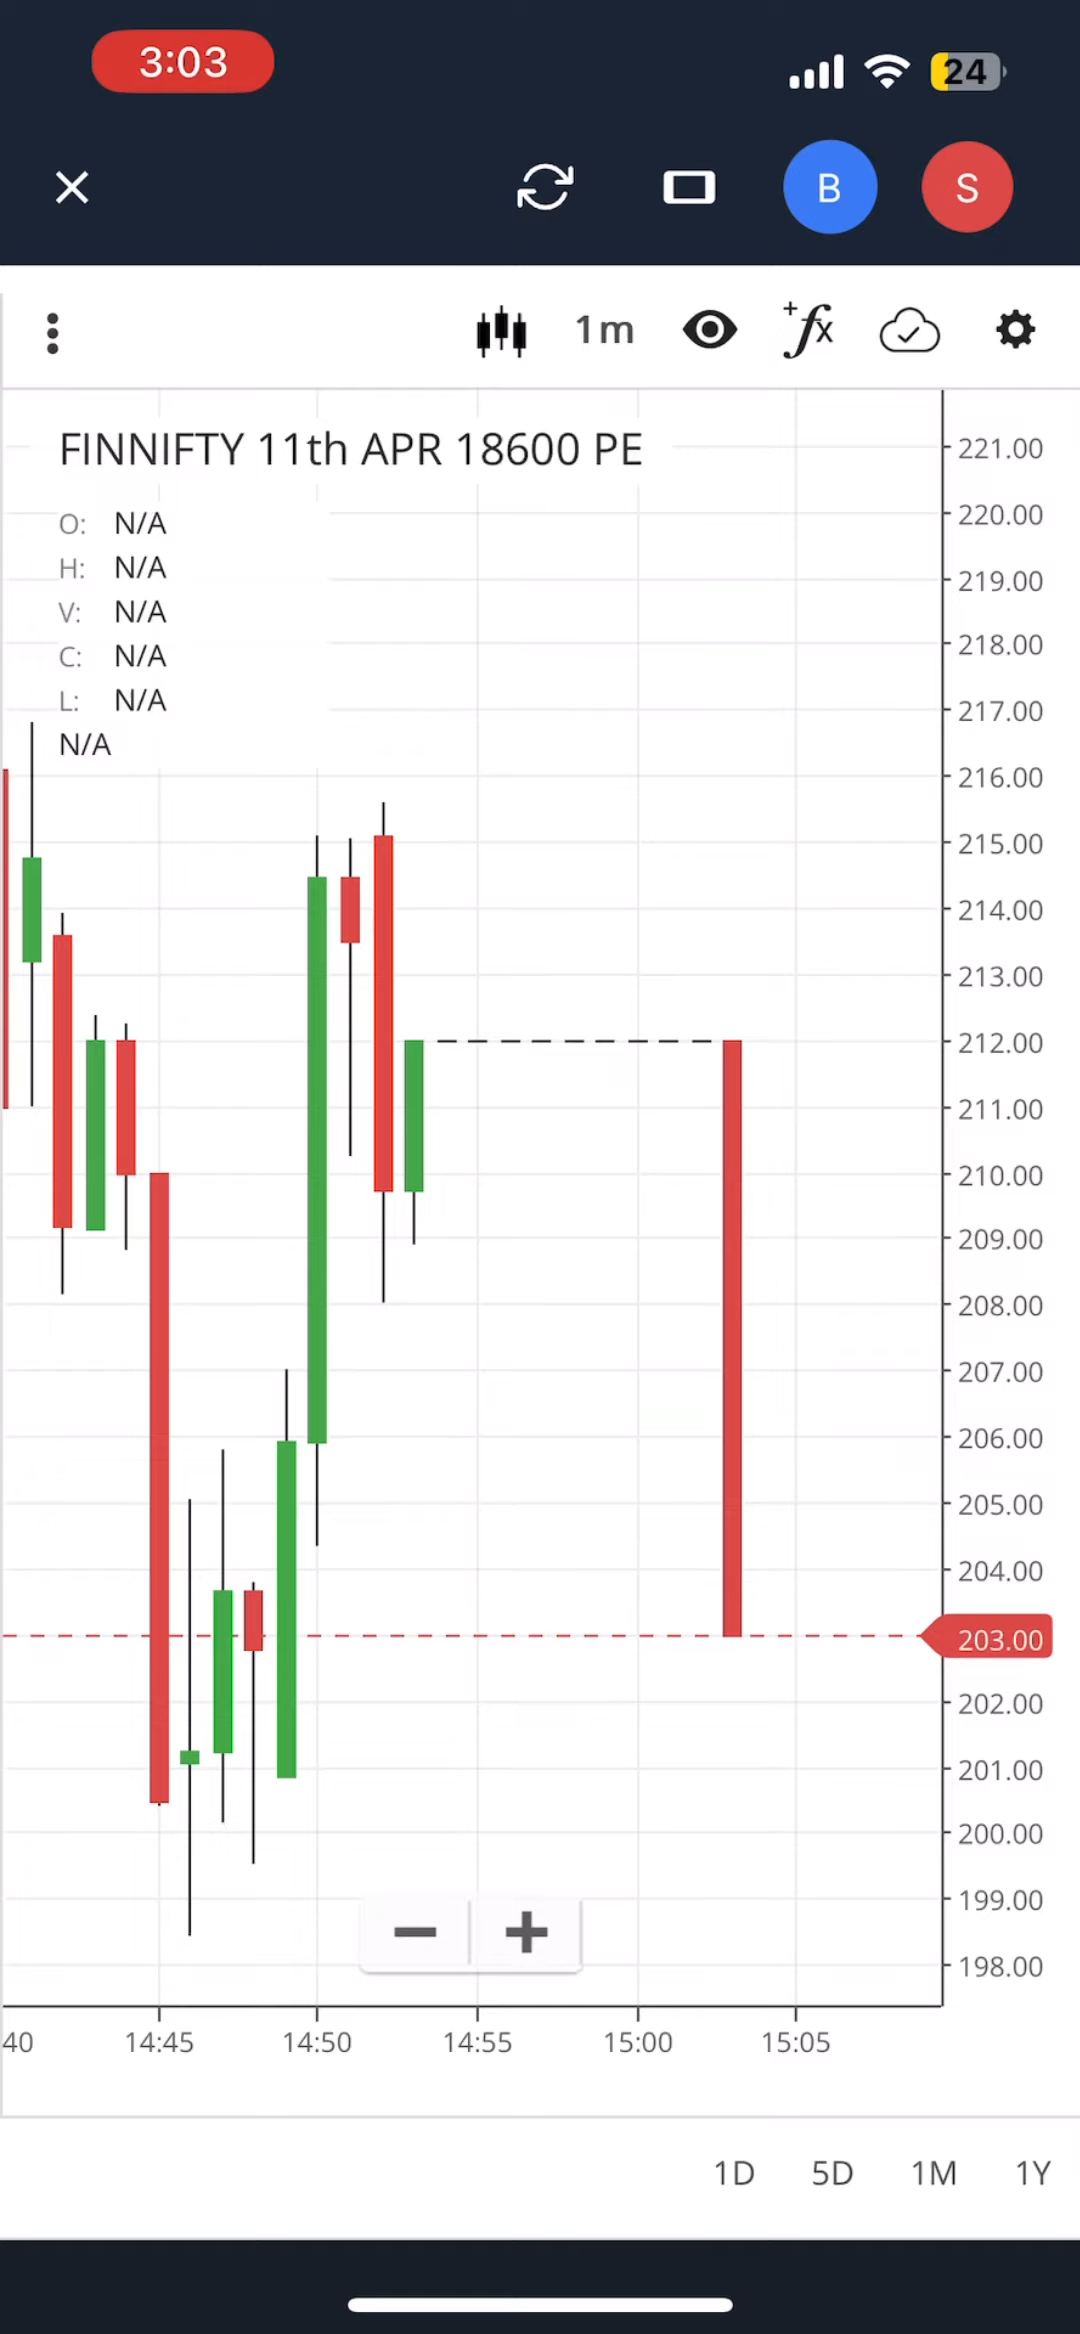 3:03
24
B
S
1m
+fx
FINNIFTY 11th APR 18600 PE
O: N/A
H: N/A
V: N/A
C: N/A
L: N/A
N/A
221.00
220.00
219.00
218.00
217.00
216.00
215.00
214.00
213.00
212.00
211.00
210.00
209.00
208.00
207.00
206.00
205.00
204.00
203.00
202.00
201.00
200.00
199.00
198.00
40 14:45 14:50 14:55 15:00 15:05
1D 5D 1M 1Y